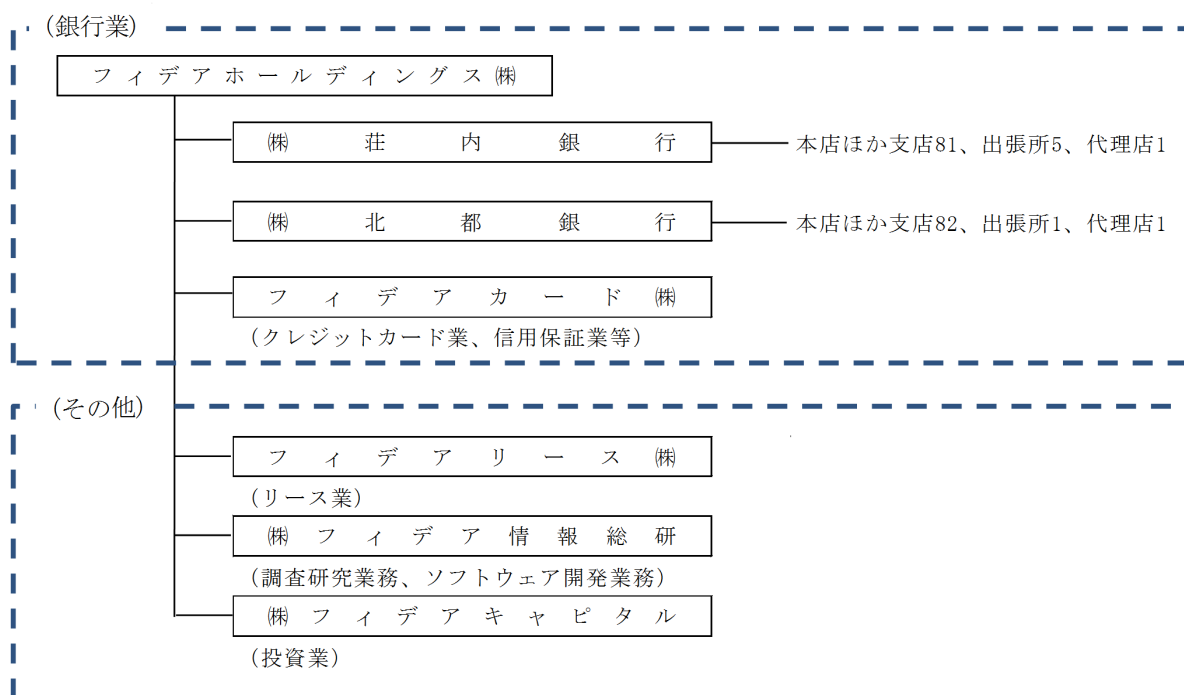 (銀行業)
フィデアホールディングス㈱
㈱荘内銀行 本店ほか支店81、出張所5、代理店1
㈱北都銀行 本店ほか支店82、出張所1、代理店1
フィデアカード㈱
(クレジットカード業、信用保証業等)
(その他)
フィデアリース㈱
(リース業)
㈱フィデア情報総研
(調査研究業務、ソフトウェア開発業務)
㈱フィデアキャピタル
(投資業)